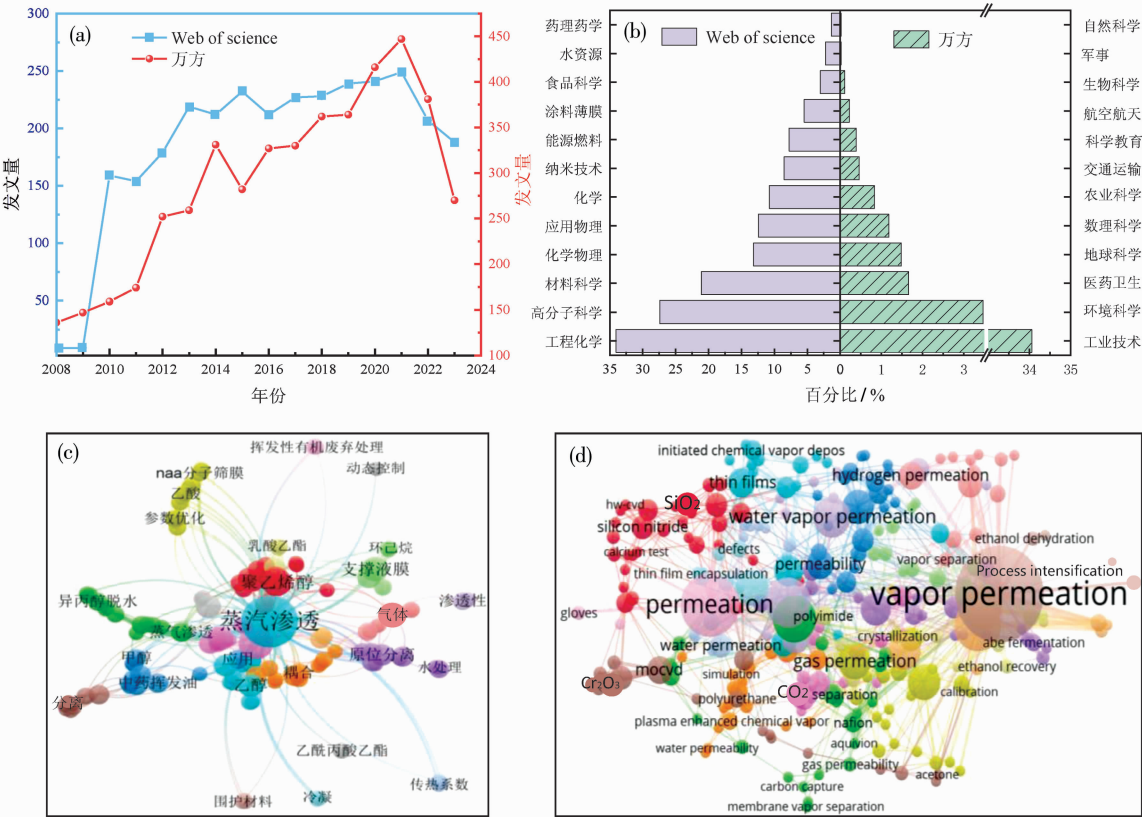 (a)
Web of science
万方
发文量
300
250
200
150
100
50
450
400
350
300
250
200
150
100
发文量
2008 2010 2012 2014 2016 2018 2020 2022 2024
年份
(b)
Web of science
万方
药理药学
水资源
食品科学
涂料薄膜
能源燃料
纳米技术
化学
应用物理
化学物理
材料科学
高分子科学
工程化学
自然科学
军事
生物科学
航空航天
科学教育
交通运输
农业科学
数理科学
地球科学
医药卫生
环境科学
工业技术
35 30 25 20 15 10 5 0 1 2 3 34 35
百分比 / %
(c)
挥发性有机废弃处理
动态控制
naa分子筛膜
乙酸
参数优化
乳酸乙酯
环己烷
聚乙烯醇
支撑液膜
异丙醇脱水
渗透性
气体
蒸汽渗透
蒸气渗透
甲醇
应用
原位分离
水处理
耦合
中药挥发油
乙醇
分离
乙酰丙酸乙酯
传热系数
围护材料
冷凝
(d)
initiated chemical vapor depos
thin films
hydrogen permeation
hw-cvd
SiO2
silicon nitride
water vapor permeation
calcium test
defects
ethanol dehydration
vapor separation
thin film encapsulation
permeability
Process intensification
vapor permeation
gloves
permeation
polyimide
crystallization
water permeation
abe fermentation
mocvd
simulation
gas permeation
ethanol recovery
Cr2O3
polyurethane
CO2 separation
calibration
plasma enhanced chemical vapor
nafion
water permeability
aquivion
gas permeability
acetone
carbon capture
membrane vapor separation